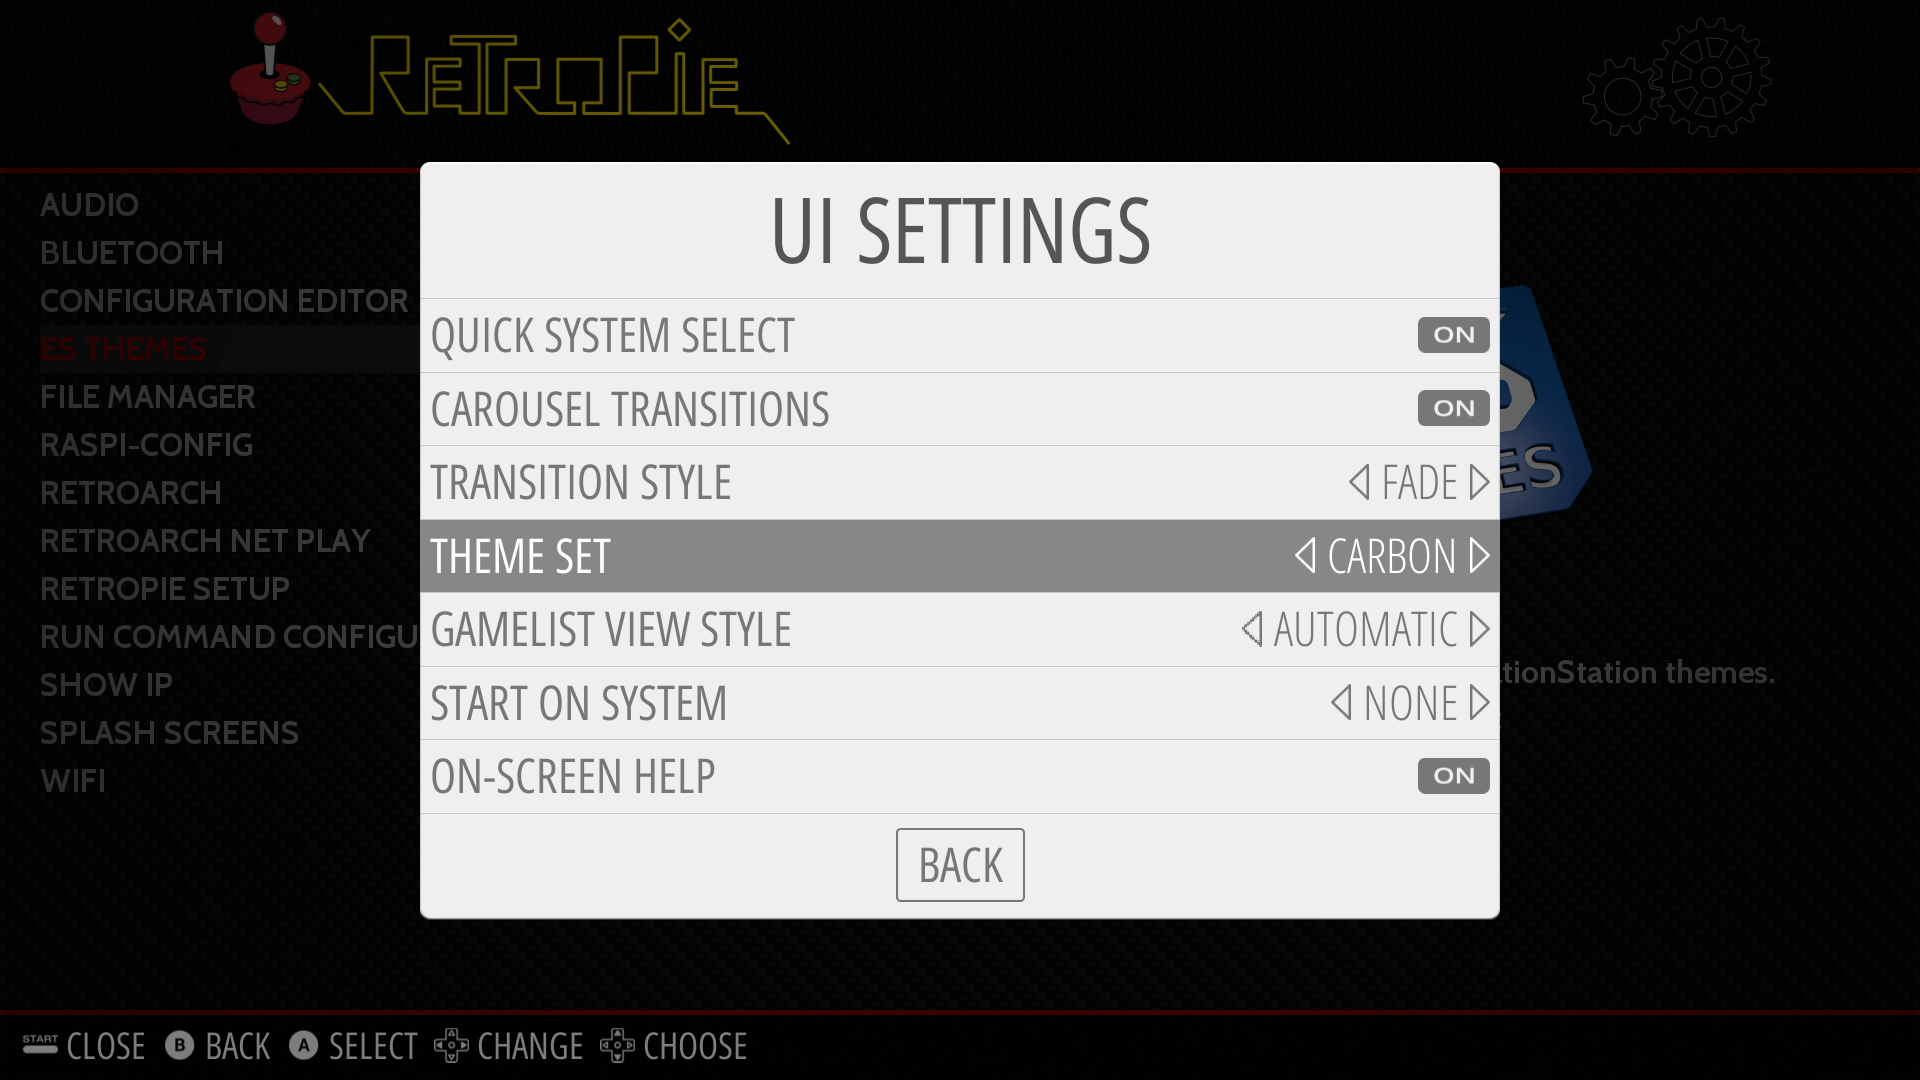 RETROPIE
UI SETTINGS
QUICK SYSTEM SELECT ON
CAROUSEL TRANSITIONS ON
TRANSITION STYLE FADE
THEME SET CARBON
GAMELIST VIEW STYLE AUTOMATIC
START ON SYSTEM NONE
ON-SCREEN HELP ON
BACK
AUDIO
BLUETOOTH
CONFIGURATION EDITOR
ES THEMES
FILE MANAGER
RASPI-CONFIG
RETROARCH
RETROARCH NET PLAY
RETROPIE SETUP
RUN COMMAND CONFIGU
SHOW IP
SPLASH SCREENS
WIFI
ES
tionStation themes.
START CLOSE B BACK A SELECT CHANGE CHOOSE